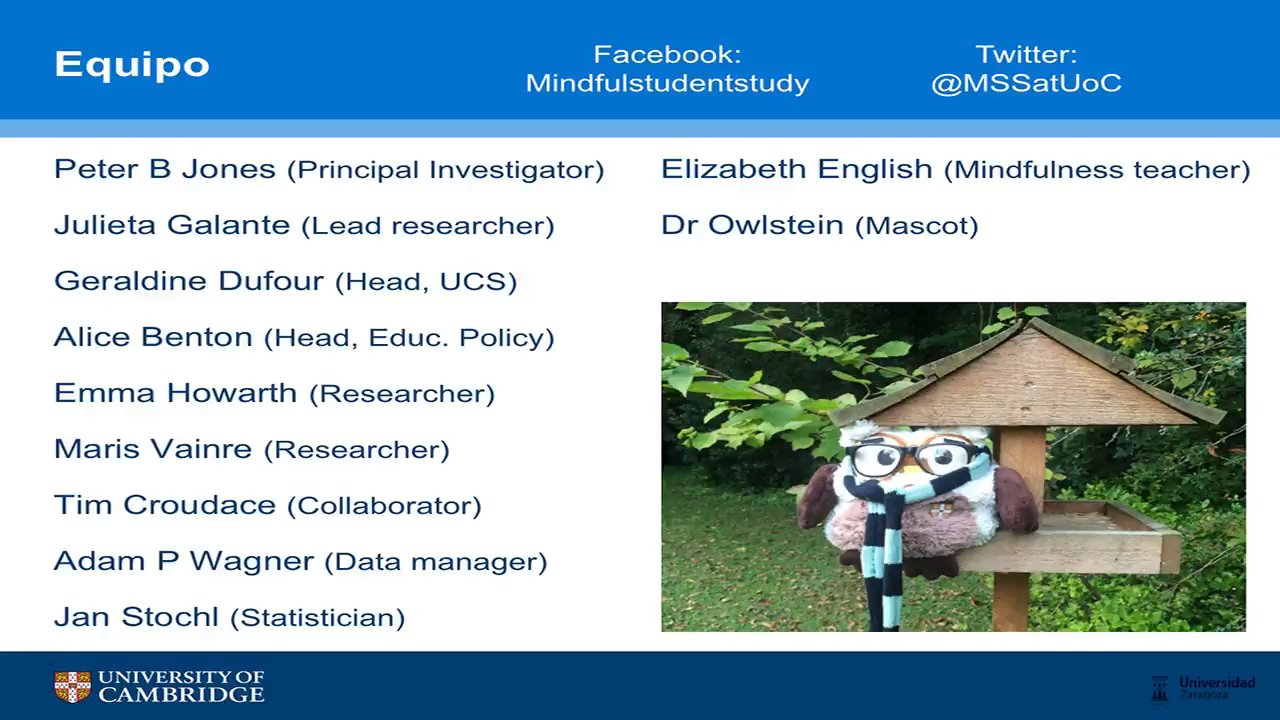 Equipo
Facebook:
Mindfulstudentstudy
Twitter:
@MSSatUoC
Peter B Jones (Principal Investigator)
Julieta Galante (Lead researcher)
Geraldine Dufour (Head, UCS)
Alice Benton (Head, Educ. Policy)
Emma Howarth (Researcher)
Maris Vainre (Researcher)
Tim Croudace (Collaborator)
Adam P Wagner (Data manager)
Jan Stochl (Statistician)
Elizabeth English (Mindfulness teacher)
Dr Owlstein (Mascot)
UNIVERSITY OF
CAMBRIDGE
Universidad
Zaragoza